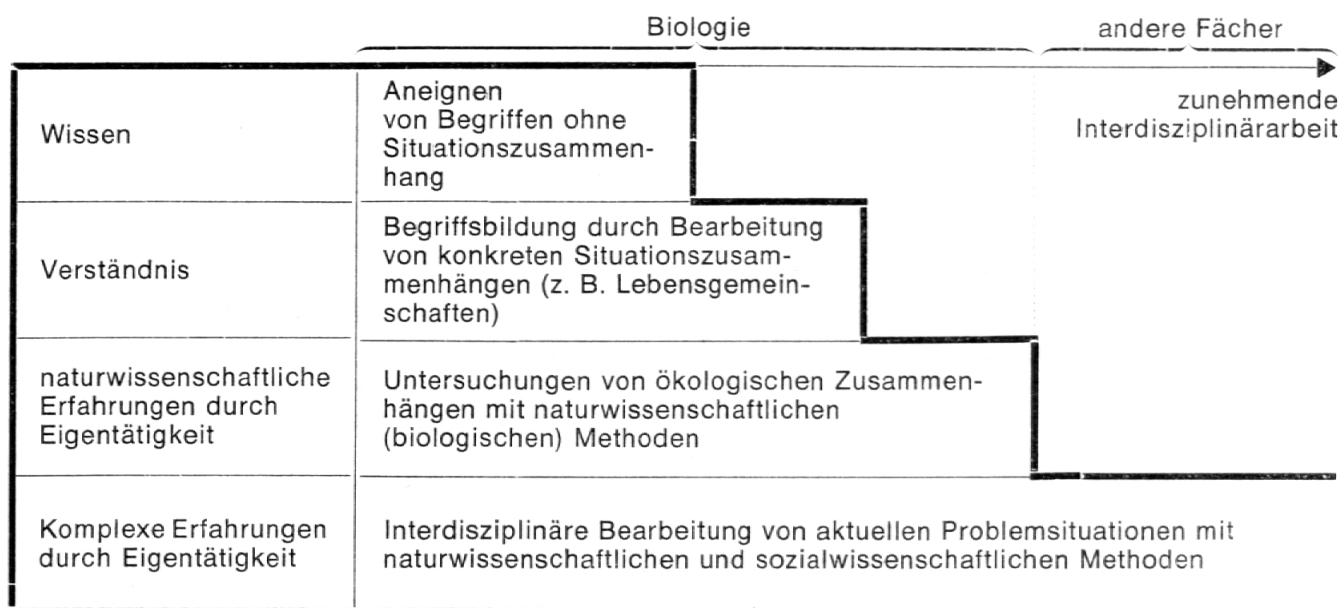 Biologie
andere Fächer
zunehmende
Interdisziplinärarbeit
Wissen
Aneignen
von Begriffen ohne
Situationszusammen-
hang
Verständnis
Begriffsbildung durch Bearbeitung
von konkreten Situationszusam-
menhängen (z. B. Lebensgemein-
schaften)
naturwissenschaftliche
Erfahrungen durch
Eigentätigkeit
Untersuchungen von ökologischen Zusammen-
hängen mit naturwissenschaftlichen
(biologischen) Methoden
Komplexe Erfahrungen
durch Eigentätigkeit
Interdisziplinäre Bearbeitung von aktuellen Problemsituationen mit
naturwissenschaftlichen und sozialwissenschaftlichen Methoden